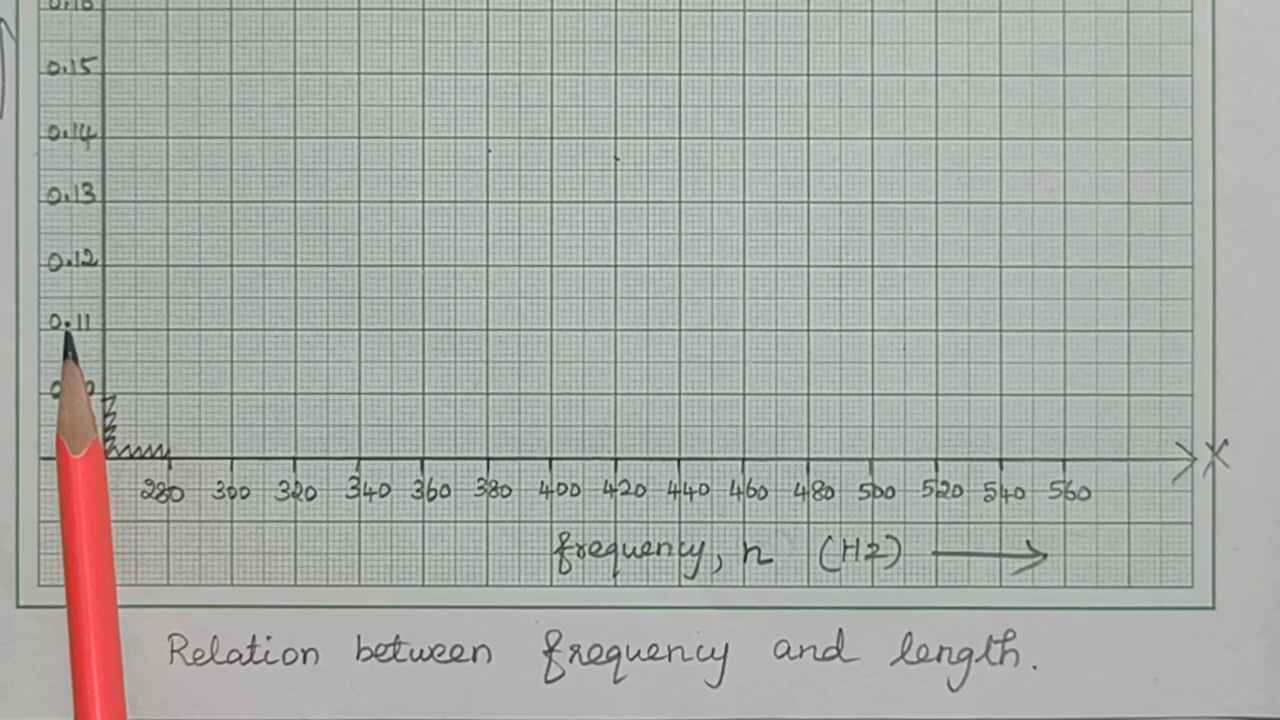 0.15
0.14
0.13
0.12
0.11
280 300 320 340 360 380 400 420 440 460 480 500 520 540 560 X
frequency, n (Hz)
Relation between frequency and length.